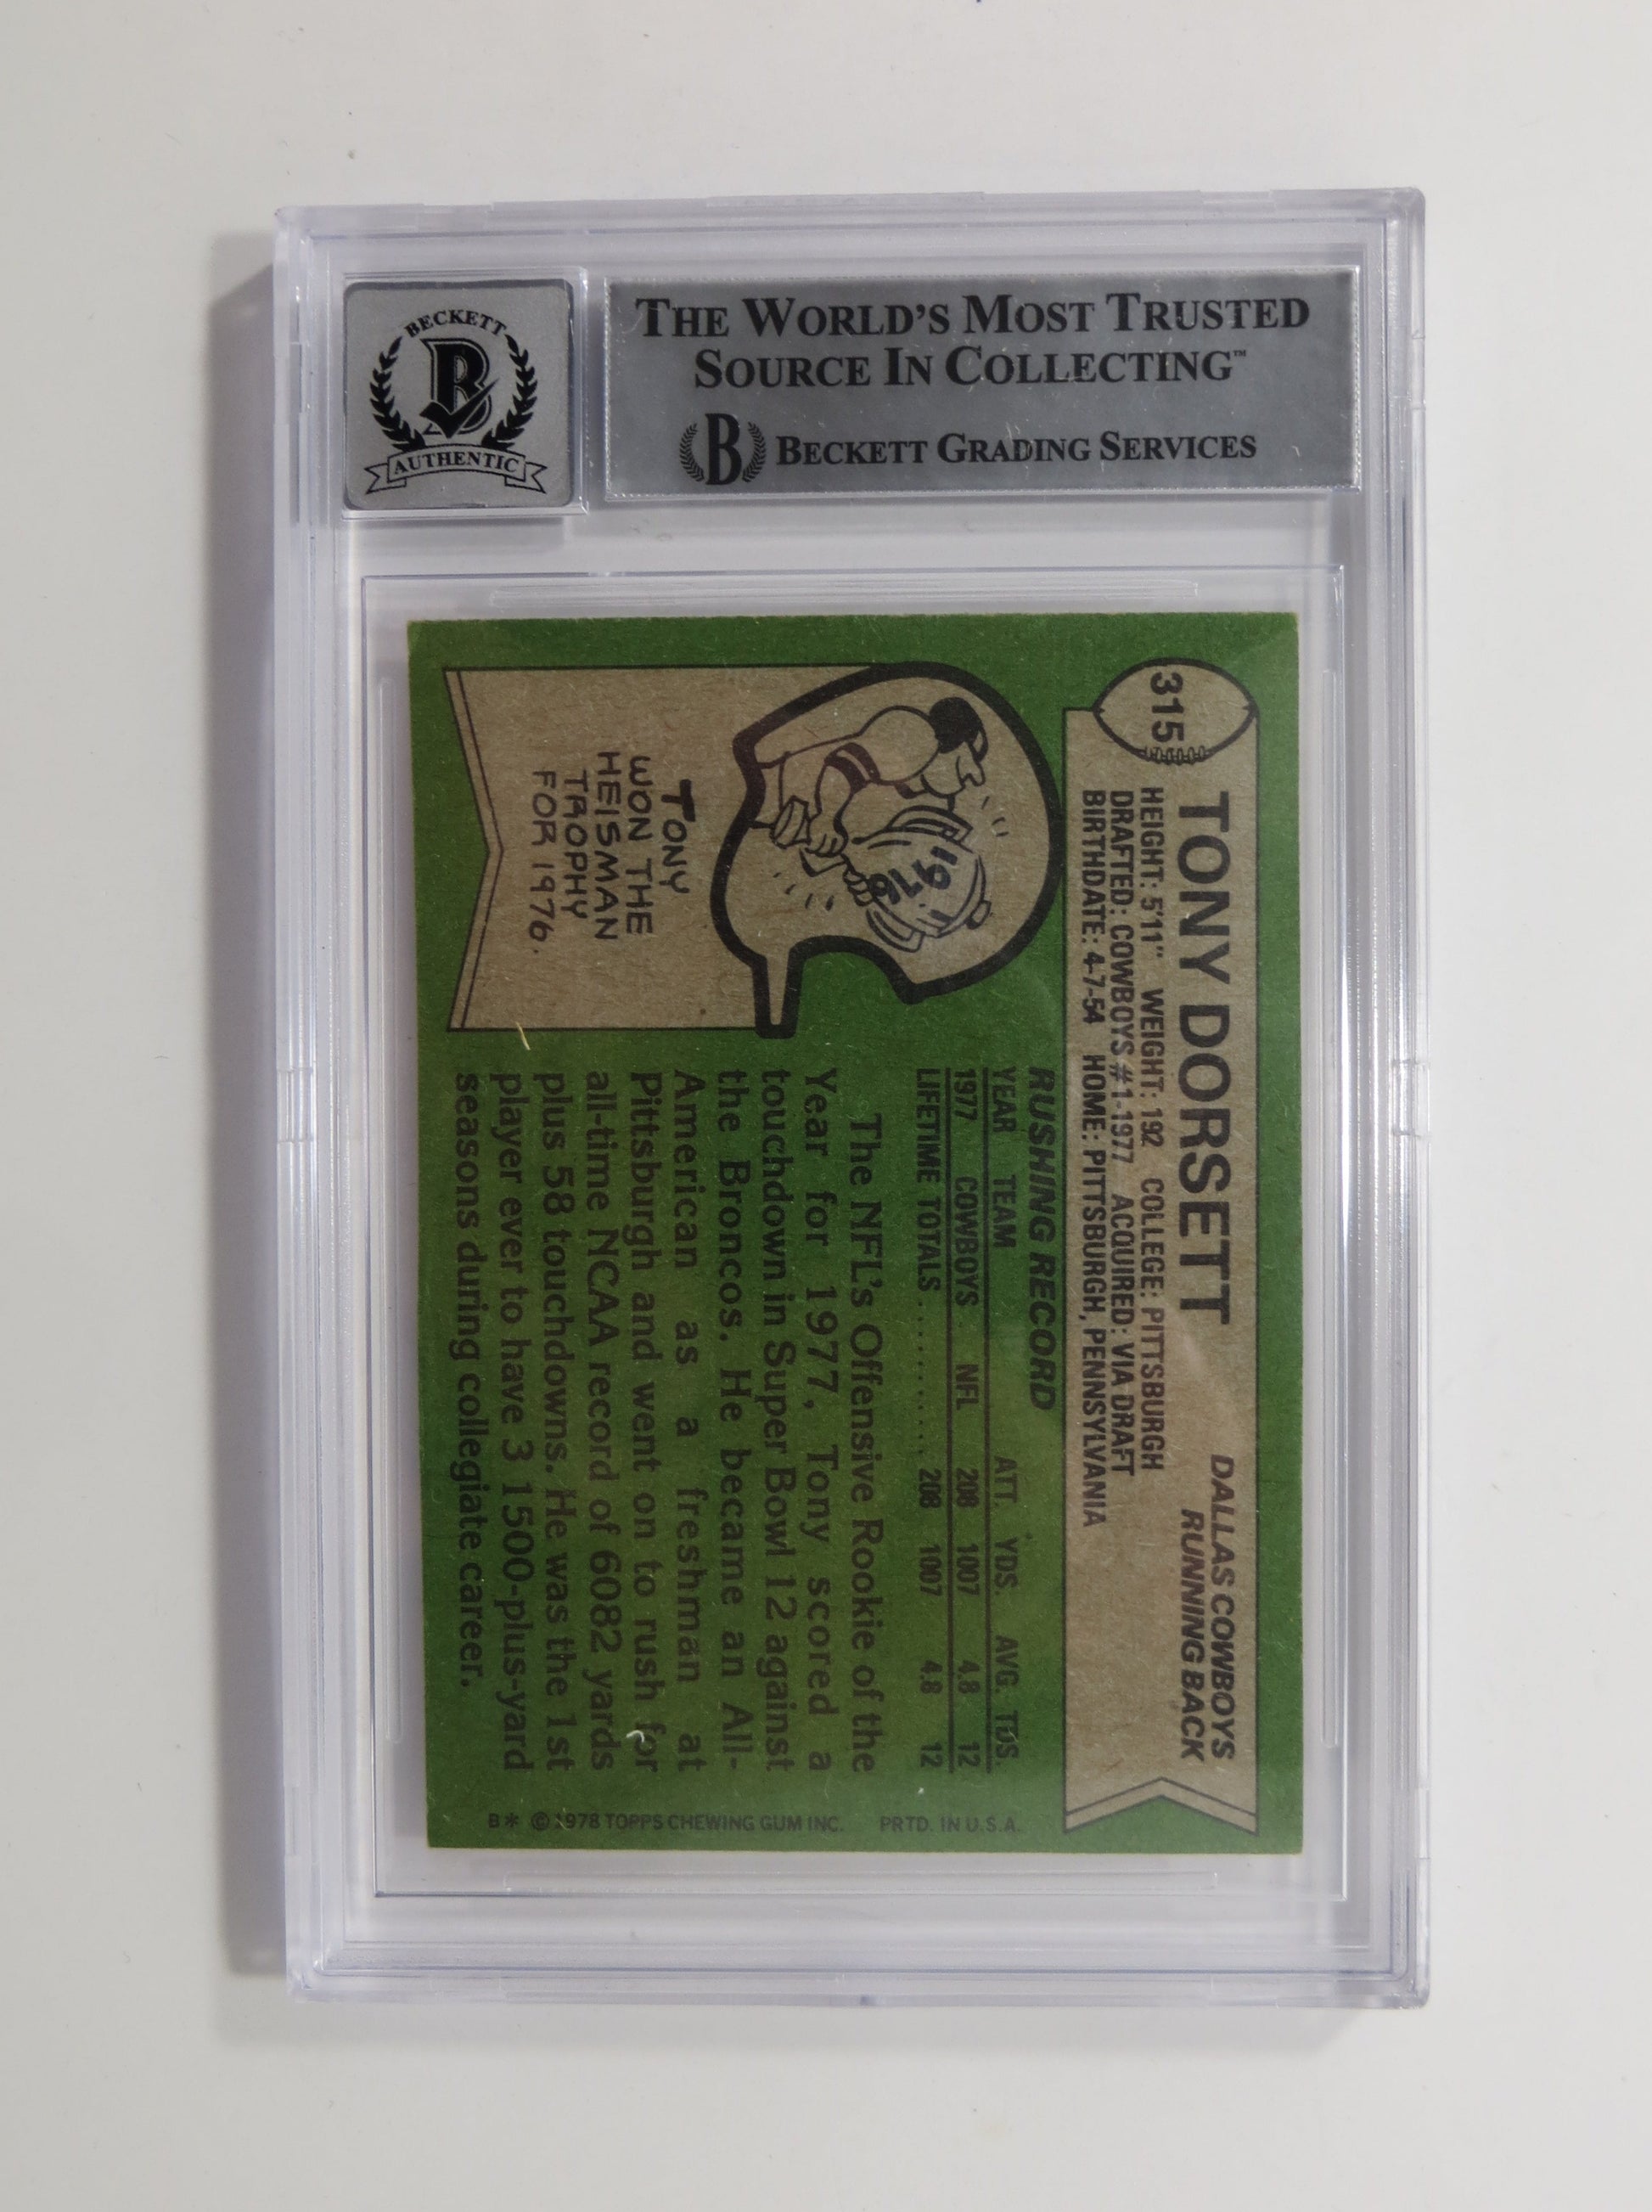 BECKETT
B
AUTHENTIC
THE WORLD'S MOST TRUSTED
SOURCE IN COLLECTING™
B BECKETT GRADING SERVICES
315
TONY DORSETT
DALLAS COWBOYS
RUNNING BACK
HEIGHT: 5'11" WEIGHT: 192 COLLEGE: PITTSBURGH
DRAFTED: COWBOYS #1-1977 ACQUIRED: VIA DRAFT
BIRTHDATE: 4-7-54 HOME: PITTSBURGH, PENNSYLVANIA
1976
TONY
WON THE
HEISMAN
TROPHY
FOR 1976.
RUSHING RECORD
YEAR TEAM ATT. YDS. AVG. TDS.
1977 COWBOYS NFL 208 1007 4.8 12
LIFETIME TOTALS .......... 208 1007 4.8 12
The NFL's Offensive Rookie of the
Year for 1977, Tony scored a
touchdown in Super Bowl 12 against
the Broncos. He became an All-
American as a freshman at
Pittsburgh and went on to rush for
all-time NCAA record of 6082 yards
plus 58 touchdowns. He was the 1st
player ever to have 3 1500-plus-yard
seasons during collegiate career.
B* © 1978 TOPPS CHEWING GUM INC. PRTD. IN U.S.A.